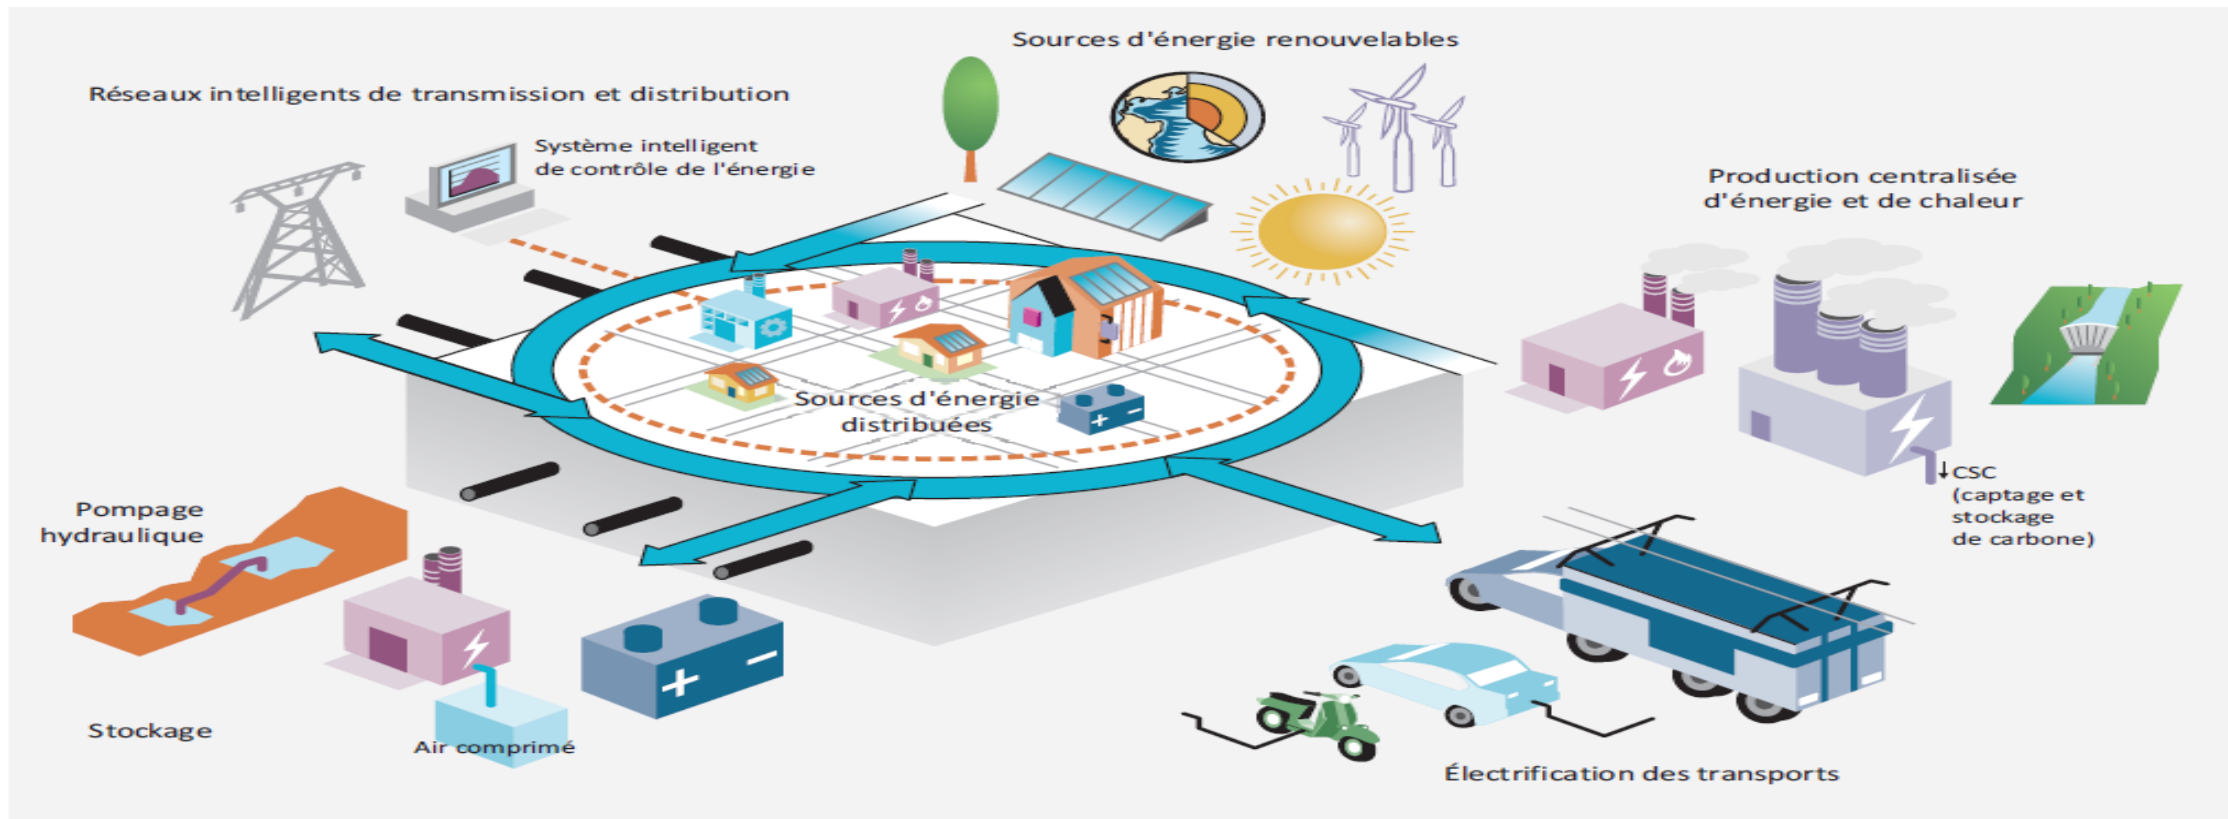 Sources d'énergie renouvelables
Réseaux intelligents de transmission et distribution
Système intelligent
de contrôle de l'énergie
Production centralisée
d'énergie et de chaleur
Sources d'énergie
distribuées
+ −
CSC
(captage et
stockage
de carbone)
Pompage
hydraulique
+ −
Stockage
Air comprimé
Électrification des transports